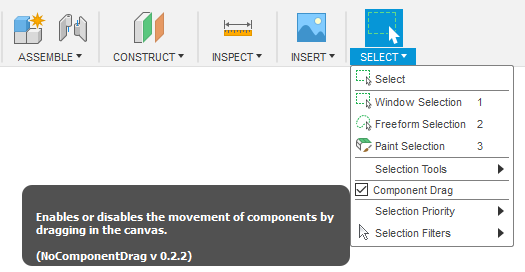 ASSEMBLE ▾ CONSTRUCT ▾ INSPECT ▾ INSERT ▾ SELECT ▾
Select
Window Selection 1
Freeform Selection 2
Paint Selection 3
Selection Tools
Component Drag
Selection Priority
Selection Filters
Enables or disables the movement of components by
dragging in the canvas.
(NoComponentDrag v 0.2.2)